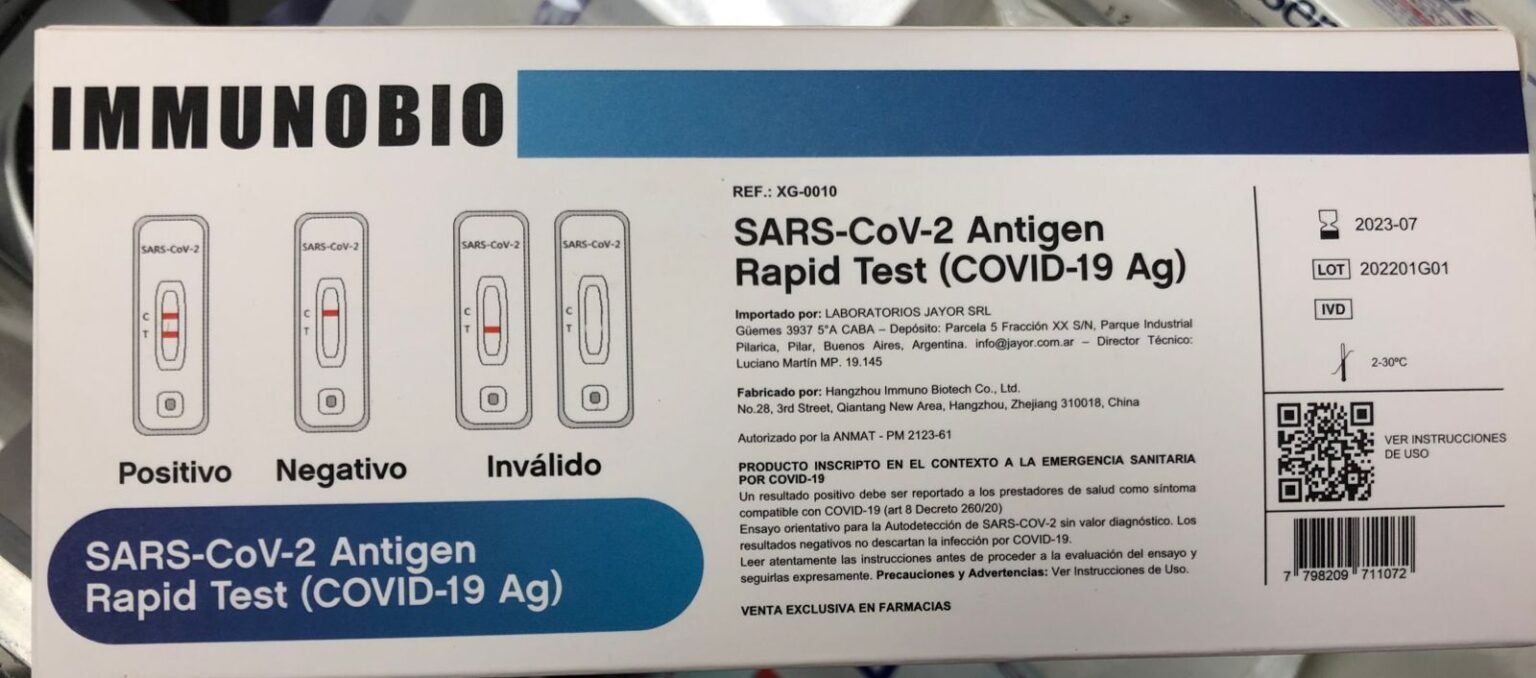 IMMUNOBIO
SARS-CoV-2
C
T
Positivo
SARS-CoV-2
C
T
Negativo
SARS-CoV-2
C
T
SARS-CoV-2
C
T
Inválido
SARS-CoV-2 Antigen
Rapid Test (COVID-19 Ag)
REF.: XG-0010
SARS-CoV-2 Antigen
Rapid Test (COVID-19 Ag)
Importado por: LABORATORIOS JAYOR SRL
Güemes 3937 5°A CABA – Depósito: Parcela 5 Fracción XX S/N, Parque Industrial
Pilarica, Pilar, Buenos Aires, Argentina. info@jayor.com.ar – Director Técnico:
Luciano Martín MP. 19.145
Fabricado por: Hangzhou Immuno Biotech Co., Ltd.
No.28, 3rd Street, Qiantang New Area, Hangzhou, Zhejiang 310018, China
Autorizado por la ANMAT - PM 2123-61
PRODUCTO INSCRIPTO EN EL CONTEXTO A LA EMERGENCIA SANITARIA
POR COVID-19
Un resultado positivo debe ser reportado a los prestadores de salud como síntoma
compatible con COVID-19 (art 8 Decreto 260/20)
Ensayo orientativo para la Autodetección de SARS-COV-2 sin valor diagnóstico. Los
resultados negativos no descartan la infección por COVID-19.
Leer atentamente las instrucciones antes de proceder a la evaluación del ensayo y
seguirlas expresamente. Precauciones y Advertencias: Ver Instrucciones de Uso.
VENTA EXCLUSIVA EN FARMACIAS
2023-07
LOT 202201G01
IVD
2-30ºC
VER INSTRUCCIONES
DE USO
7 798209 711072